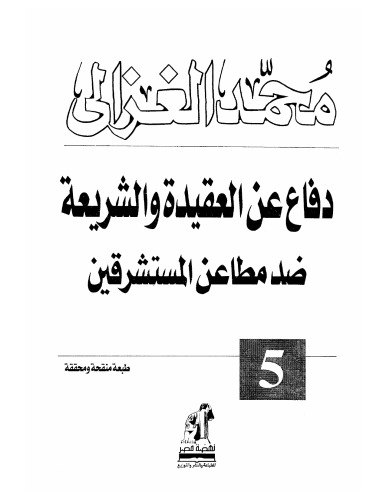 محمد الغزالى
دفاع عن العقيدة والشريعة
ضد مطاعن المستشرقين
5
طبعة منقحة ومحققة
نهضة مصر
للطباعة والنشر والتوزيع